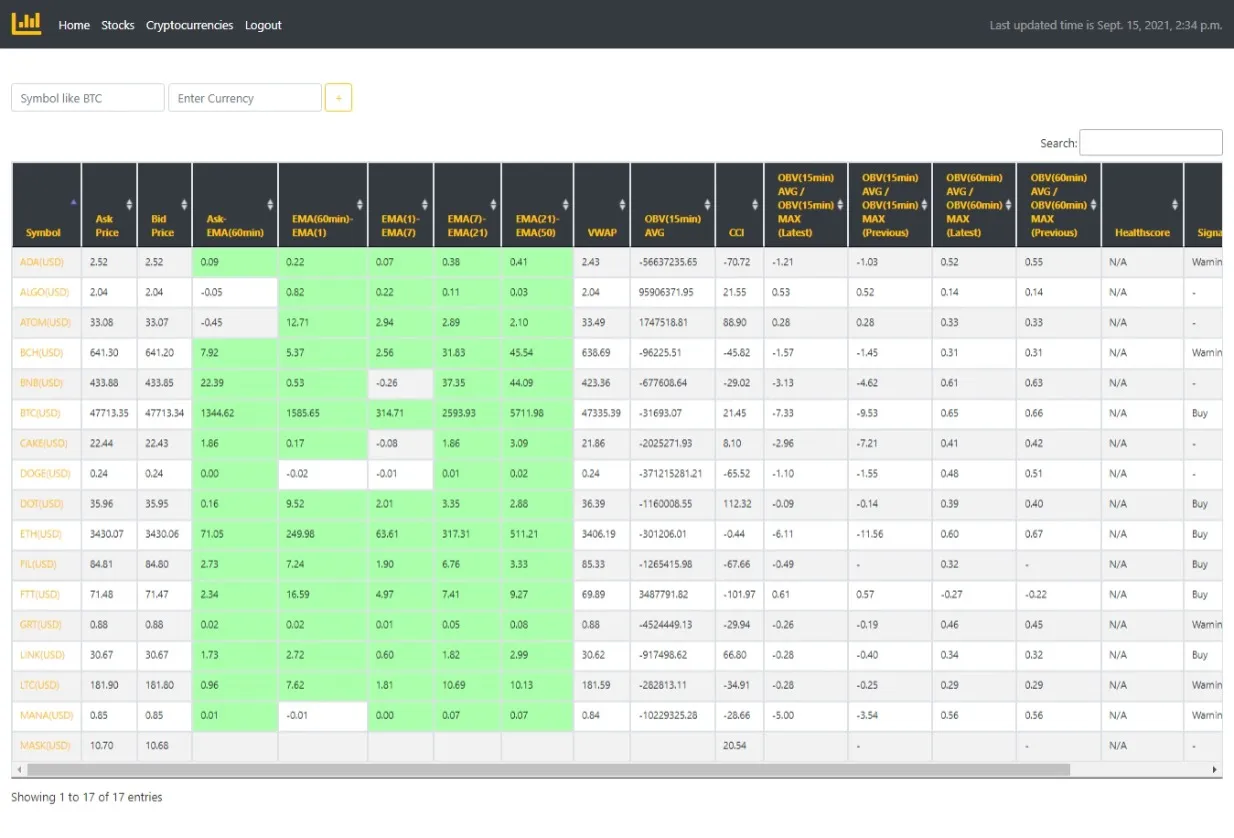 Home Stocks Cryptocurrencies Logout Last updated time is Sept. 15, 2021, 2:34 p.m.
Symbol like BTC Enter Currency +
Search:
Symbol Ask Price Bid Price Ask-EMA(60min) EMA(60min)-EMA(1) EMA(1)-EMA(7) EMA(7)-EMA(21) EMA(21)-EMA(50) VWAP OBV(15min) AVG CCI OBV(15min) AVG / OBV(15min) MAX (Latest) OBV(15min) AVG / OBV(15min) MAX (Previous) OBV(60min) AVG / OBV(60min) MAX (Latest) OBV(60min) AVG / OBV(60min) MAX (Previous) Healthscore Signa
ADA(USD) 2.52 2.52 0.09 0.22 0.07 0.38 0.41 2.43 -56637235.65 -70.72 -1.21 -1.03 0.52 0.55 N/A Warnin
ALGO(USD) 2.04 2.04 -0.05 0.82 0.22 0.11 0.03 2.04 95906371.95 21.55 0.53 0.52 0.14 0.14 N/A -
ATOM(USD) 33.08 33.07 -0.45 12.71 2.94 2.89 2.10 33.49 1747518.81 88.90 0.28 0.28 0.33 0.33 N/A -
BCH(USD) 641.30 641.20 7.92 5.37 2.56 31.83 45.54 638.69 -96225.51 -45.82 -1.57 -1.45 0.31 0.31 N/A Warnin
BNB(USD) 433.88 433.85 22.39 0.53 -0.26 37.35 44.09 423.36 -677608.64 -29.02 -3.13 -4.62 0.61 0.63 N/A -
BTC(USD) 47713.35 47713.34 1344.62 1585.65 314.71 2593.93 5711.98 47335.39 -31693.07 21.45 -7.33 -9.53 0.65 0.66 N/A Buy
CAKE(USD) 22.44 22.43 1.86 0.17 -0.08 1.86 3.09 21.86 -2025271.93 8.10 -2.96 -7.21 0.41 0.42 N/A -
DOGE(USD) 0.24 0.24 0.00 -0.02 -0.01 0.01 0.02 0.24 -371215281.21 -65.52 -1.10 -1.55 0.48 0.51 N/A -
DOT(USD) 35.96 35.95 0.16 9.52 2.01 3.35 2.88 36.39 -1160008.55 112.32 -0.09 -0.14 0.39 0.40 N/A Buy
ETH(USD) 3430.07 3430.06 71.05 249.98 63.61 317.31 511.21 3406.19 -301206.01 -0.44 -6.11 -11.56 0.60 0.67 N/A Buy
FIL(USD) 84.81 84.80 2.73 7.24 1.90 6.76 3.33 85.33 -1265415.98 -67.66 -0.49 - 0.32 - N/A Buy
FTT(USD) 71.48 71.47 2.34 16.59 4.97 7.41 9.27 69.89 3487791.82 -101.97 0.61 0.57 -0.27 -0.22 N/A Buy
GRT(USD) 0.88 0.88 0.02 0.02 0.01 0.05 0.08 0.88 -4524449.13 -29.94 -0.26 -0.19 0.46 0.45 N/A Warnin
LINK(USD) 30.67 30.67 1.73 2.72 0.60 1.82 2.99 30.62 -917498.62 66.80 -0.28 -0.40 0.34 0.32 N/A Buy
LTC(USD) 181.90 181.80 0.96 7.62 1.81 10.69 10.13 181.59 -282813.11 -34.91 -0.28 -0.25 0.29 0.29 N/A Warnin
MANA(USD) 0.85 0.85 0.01 -0.01 0.00 0.07 0.07 0.84 -10229325.28 -28.66 -5.00 -3.54 0.56 0.56 N/A Warnin
MASK(USD) 10.70 10.68 20.54 - - N/A -
Showing 1 to 17 of 17 entries